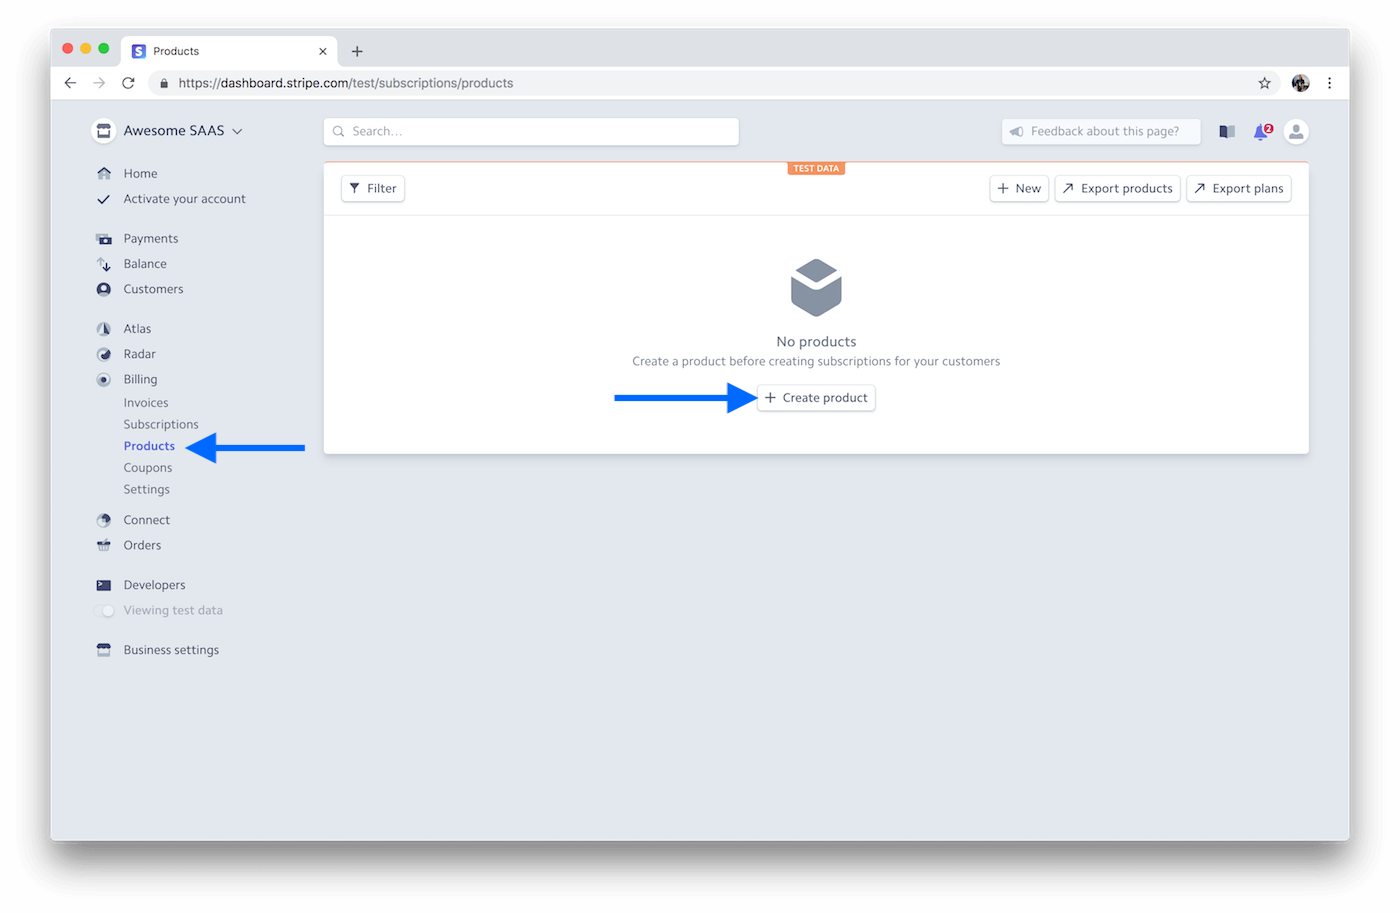 Products
https://dashboard.stripe.com/test/subscriptions/products
Awesome SAAS
Search...
Feedback about this page?
2
Home
Activate your account
Payments
Balance
Customers
Atlas
Radar
Billing
Invoices
Subscriptions
Products
Coupons
Settings
Connect
Orders
Developers
Viewing test data
Business settings
TEST DATA
Filter
New
Export products
Export plans
No products
Create a product before creating subscriptions for your customers
Create product